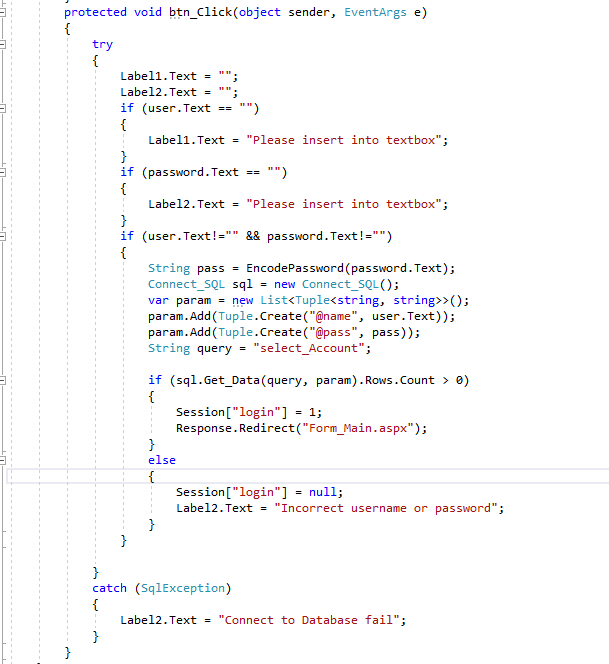 protected void btn_Click(object sender, EventArgs e)
{
try
{
Label1.Text = "";
Label2.Text = "";
if (user.Text == "")
{
Label1.Text = "Please insert into textbox";
}
if (password.Text == "")
{
Label2.Text = "Please insert into textbox";
}
if (user.Text!="" && password.Text!="")
{
String pass = EncodePassword(password.Text);
Connect_SQL sql = new Connect_SQL();
var param = new List<Tuple<string, string>>();
param.Add(Tuple.Create("@name", user.Text));
param.Add(Tuple.Create("@pass", pass));
String query = "select_Account";
if (sql.Get_Data(query, param).Rows.Count > 0)
{
Session["login"] = 1;
Response.Redirect("Form_Main.aspx");
}
else
{
Session["login"] = null;
Label2.Text = "Incorrect username or password";
}
}
}
catch (SqlException)
{
Label2.Text = "Connect to Database fail";
}
}